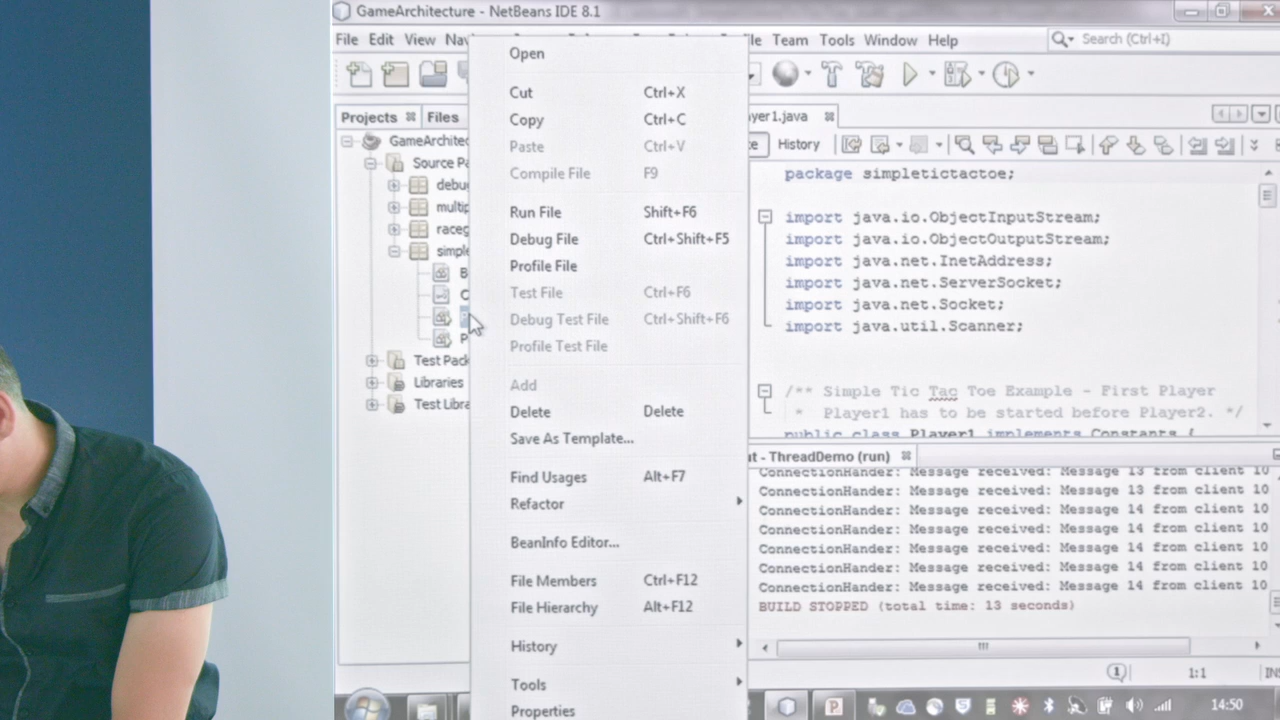 GameArchitecture - NetBeans IDE 8.1
File Edit View Nav Team Tools Window Help
Search (Ctrl+I)
Projects Files
GameArchitec
Source Pa
debu
multip
raceg
simple
B
C
P
Test Pack
Libraries
Test Libra
Open
Cut Ctrl+X
Copy Ctrl+C
Paste Ctrl+V
Compile File F9
Run File Shift+F6
Debug File Ctrl+Shift+F5
Profile File
Test File Ctrl+F6
Debug Test File Ctrl+Shift+F6
Profile Test File
Add
Delete Delete
Save As Template...
Find Usages Alt+F7
Refactor
BeanInfo Editor...
File Members Ctrl+F12
File Hierarchy Alt+F12
History
Tools
Properties
yer1.java
History
package simpletictactoe;
import java.io.ObjectInputStream;
import java.io.ObjectOutputStream;
import java.net.InetAddress;
import java.net.ServerSocket;
import java.net.Socket;
import java.util.Scanner;
/** Simple Tic Tac Toe Example - First Player
* Player1 has to be started before Player2. */
public class Player1 implements Constants {
ut - ThreadDemo (run)
ConnectionHander: Message received: Message 13 from client 10
ConnectionHander: Message received: Message 13 from client 10
ConnectionHander: Message received: Message 14 from client 10
ConnectionHander: Message received: Message 14 from client 10
ConnectionHander: Message received: Message 14 from client 10
ConnectionHander: Message received: Message 14 from client 10
ConnectionHander: Message received: Message 14 from client 10
BUILD STOPPED (total time: 13 seconds)
1:1 INS
14:50